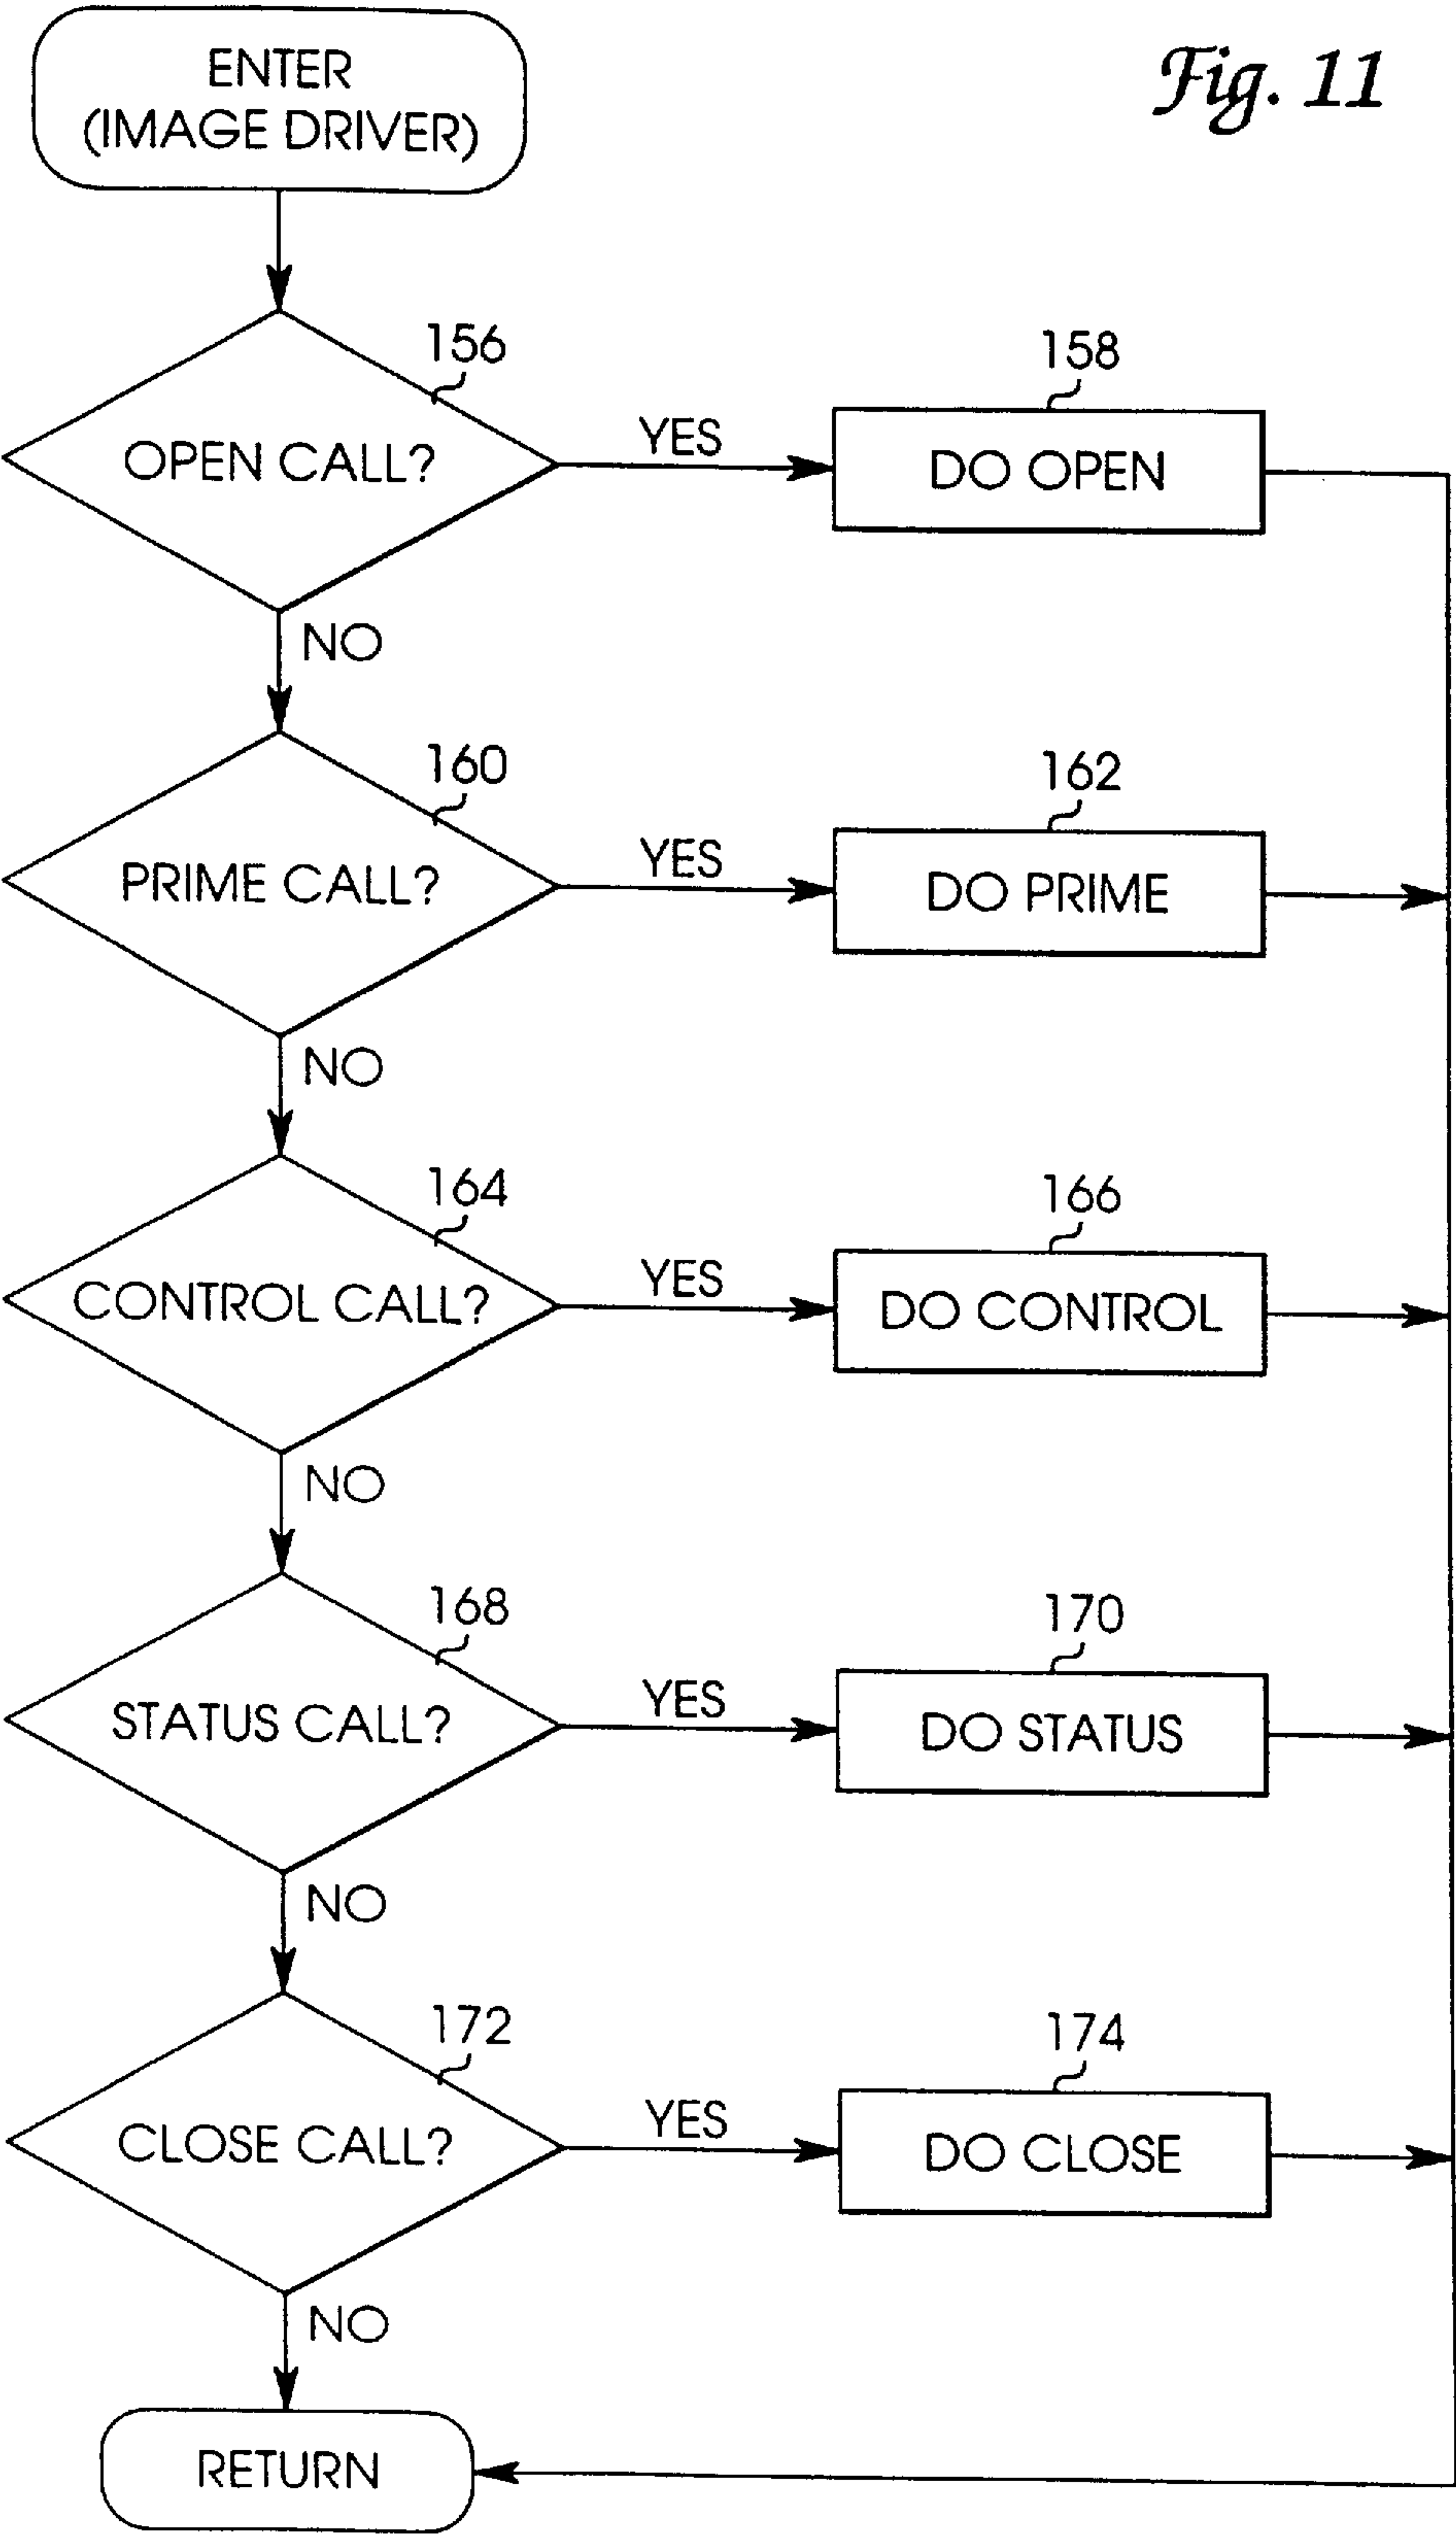 Fig. 11
ENTER
(IMAGE DRIVER)
156
OPEN CALL?
YES
158
DO OPEN
NO
160
PRIME CALL?
YES
162
DO PRIME
NO
164
CONTROL CALL?
YES
166
DO CONTROL
NO
168
STATUS CALL?
YES
170
DO STATUS
NO
172
CLOSE CALL?
YES
174
DO CLOSE
NO
RETURN